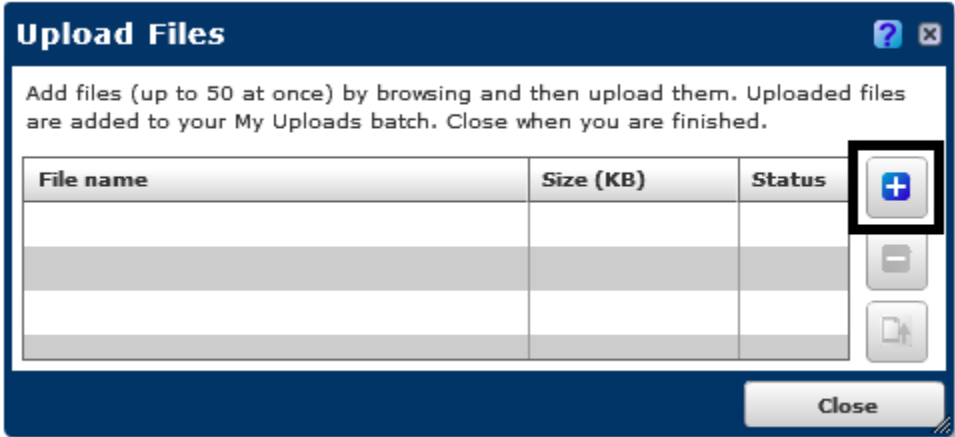 Upload Files
Add files (up to 50 at once) by browsing and then upload them. Uploaded files
are added to your My Uploads batch. Close when you are finished.
File name Size (KB) Status
Close